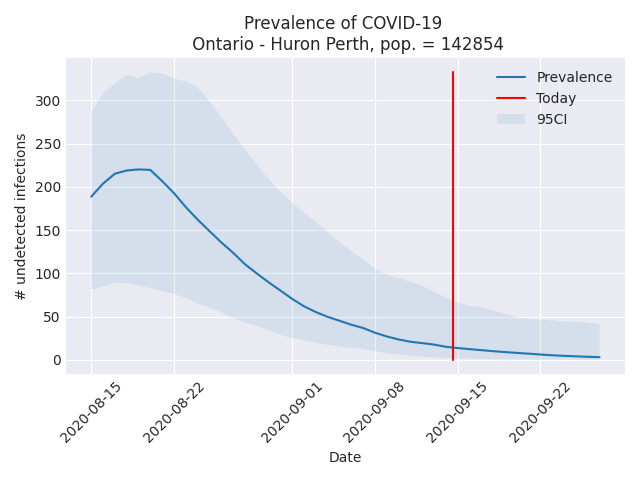 Prevalence of COVID-19
Ontario - Huron Perth, pop. = 142854
Prevalence
Today
95CI
# undetected infections
300
250
200
150
100
50
0
2020-08-15
2020-08-22
2020-09-01
2020-09-08
2020-09-15
2020-09-22
Date